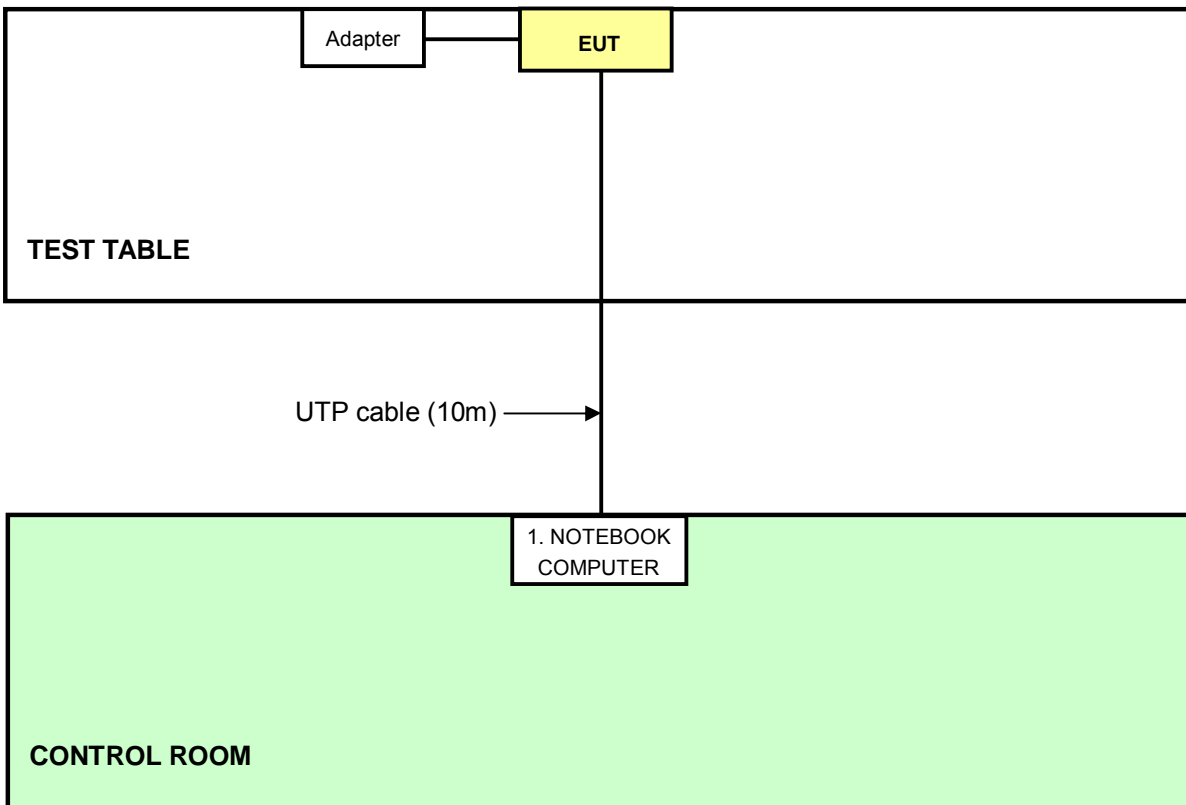 Adapter
EUT
TEST TABLE
UTP cable (10m)
1. NOTEBOOK
COMPUTER
CONTROL ROOM